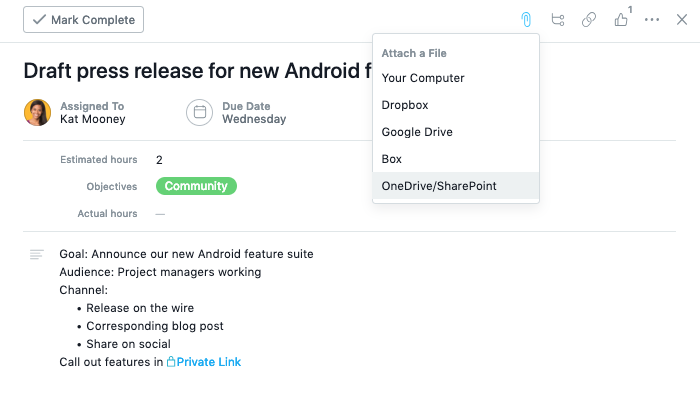 Mark Complete
1
Attach a File
Your Computer
Dropbox
Google Drive
Box
OneDrive/SharePoint
Draft press release for new Android f
Assigned To
Kat Mooney
Due Date
Wednesday
Estimated hours 2
Objectives Community
Actual hours —
Goal: Announce our new Android feature suite
Audience: Project managers working
Channel:
• Release on the wire
• Corresponding blog post
• Share on social
Call out features in Private Link